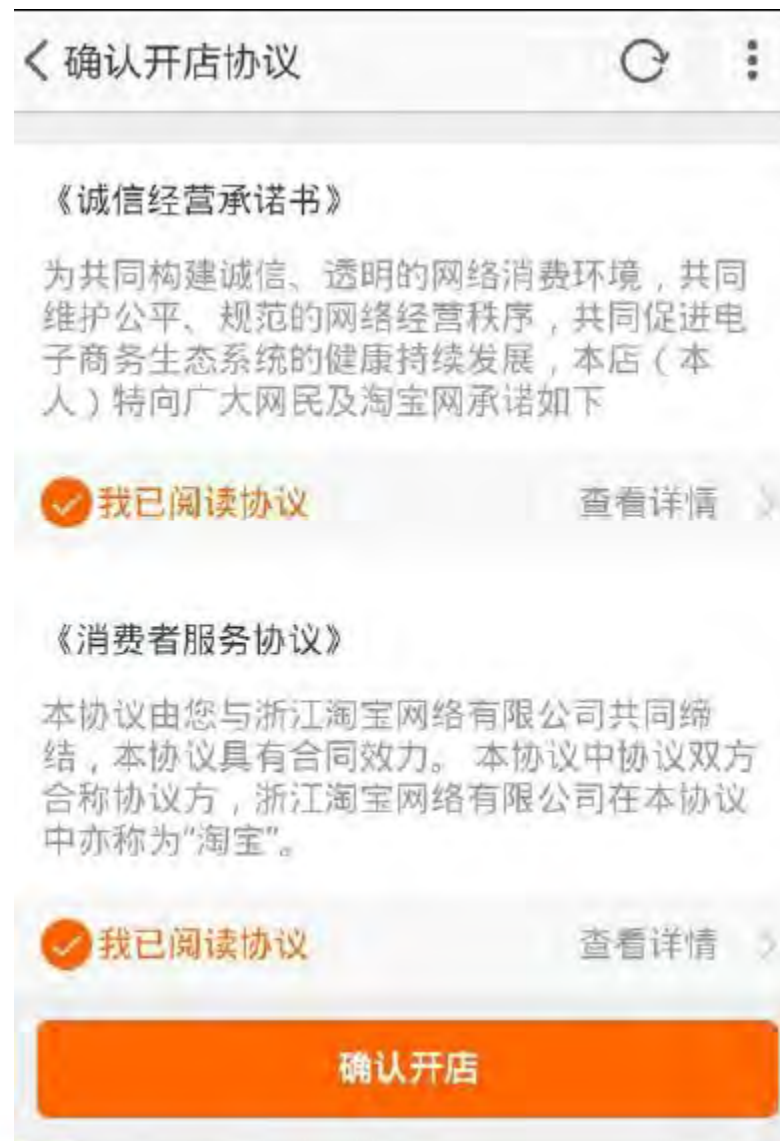 确认开店协议
《诚信经营承诺书》
为共同构建诚信、透明的网络消费环境，共同
维护公平、规范的网络经营秩序，共同促进电
子商务生态系统的健康持续发展，本店（本
人）特向广大网民及淘宝网承诺如下
我已阅读协议 查看详情
《消费者服务协议》
本协议由您与浙江淘宝网络有限公司共同缔
结，本协议具有合同效力。 本协议中协议双方
合称协议方，浙江淘宝网络有限公司在本协议
中亦称为“淘宝”。
我已阅读协议 查看详情
确认开店